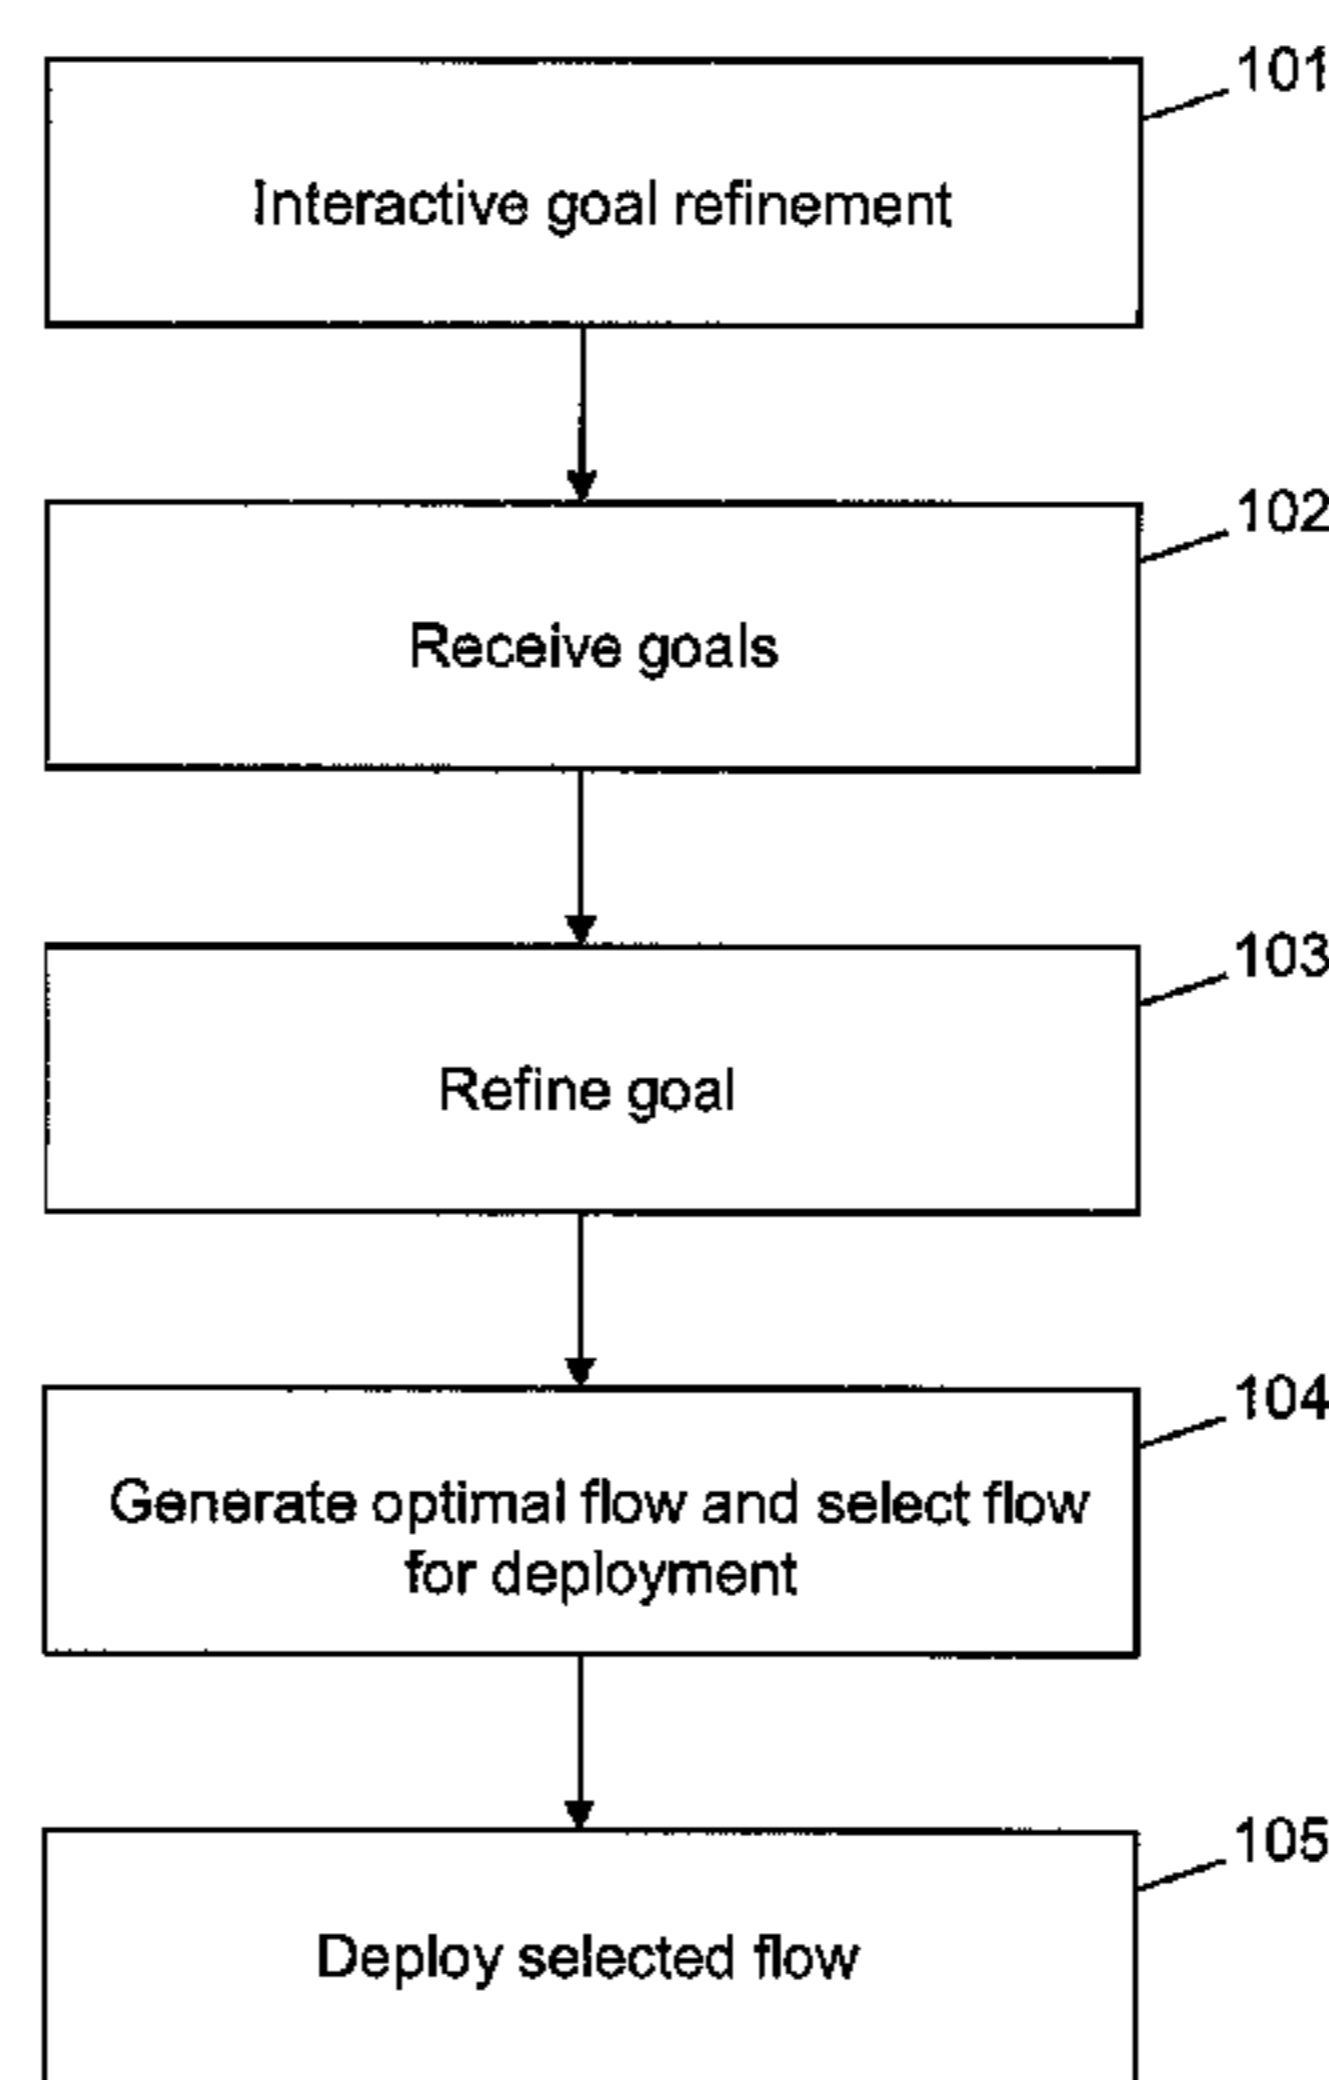 101
Interactive goal refinement
102
Receive goals
103
Refine goal
104
Generate optimal flow and select flow
for deployment
105
Deploy selected flow